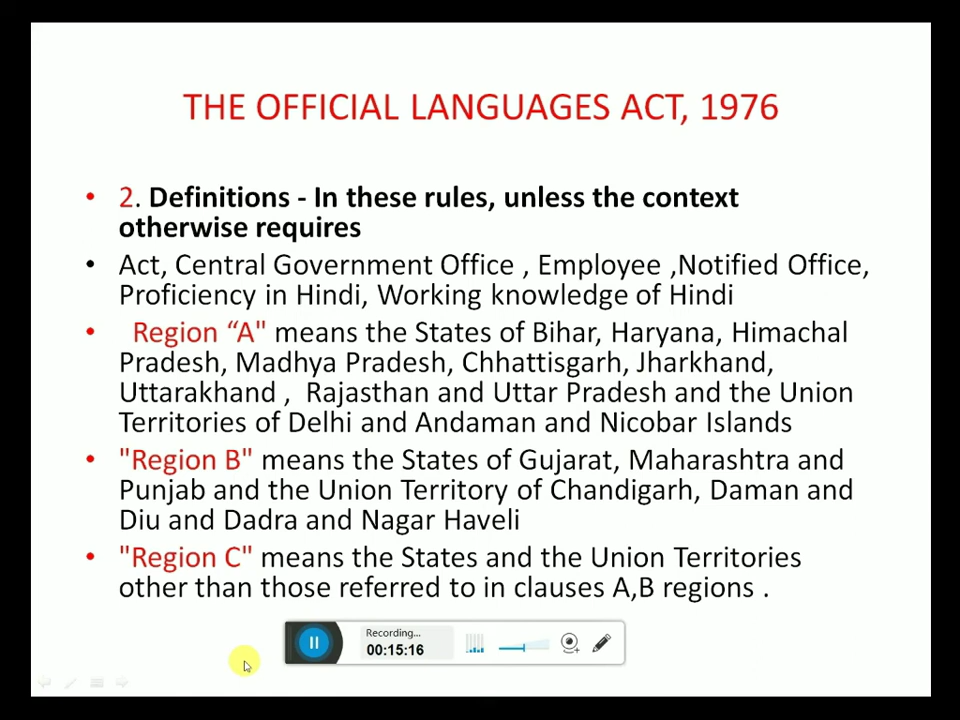 THE OFFICIAL LANGUAGES ACT, 1976
• 2. Definitions - In these rules, unless the context
otherwise requires
• Act, Central Government Office , Employee ,Notified Office,
Proficiency in Hindi, Working knowledge of Hindi
• Region “A" means the States of Bihar, Haryana, Himachal
Pradesh, Madhya Pradesh, Chhattisgarh, Jharkhand,
Uttarakhand , Rajasthan and Uttar Pradesh and the Union
Territories of Delhi and Andaman and Nicobar Islands
• "Region B" means the States of Gujarat, Maharashtra and
Punjab and the Union Territory of Chandigarh, Daman and
Diu and Dadra and Nagar Haveli
• "Region C" means the States and the Union Territories
other than those referred to in clauses A,B regions .
Recording...
00:15:16